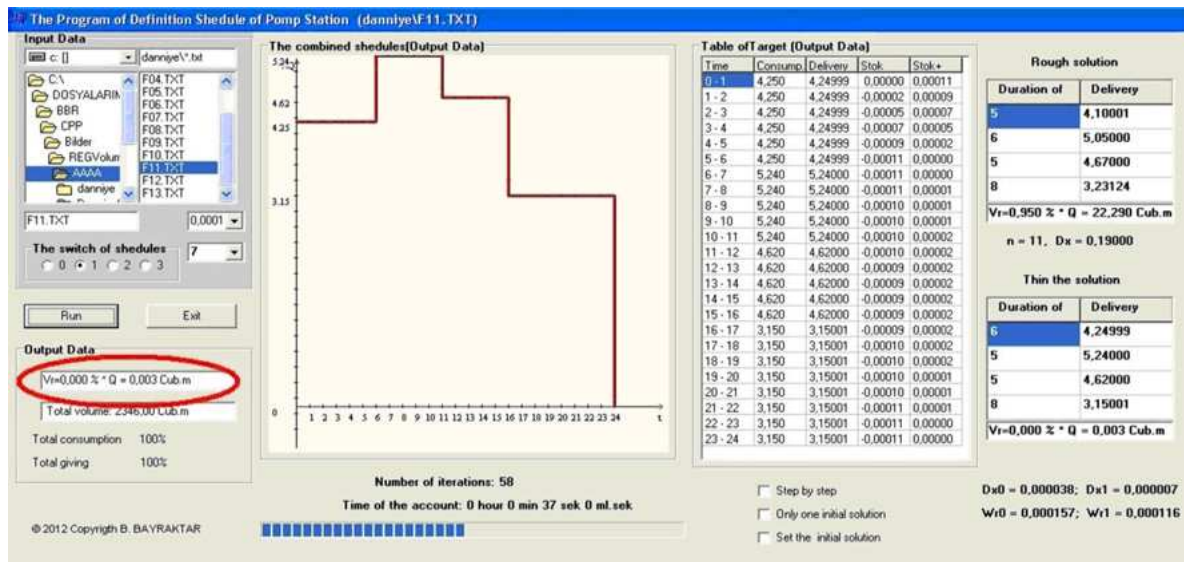 The Program of Definition Shedule of Pomp Station (danniye\F11.TXT)
Input Data
c: []
danniye\*.txt
C:\
DOSYALARIN
BBR
CPP
Bilder
REGVolum
AAAA
danniye
F04.TXT
F05.TXT
F06.TXT
F07.TXT
F08.TXT
F09.TXT
F10.TXT
F11.TXT
F12.TXT
F13.TXT
F11.TXT
0,0001
The switch of shedules
0 1 2 3
7
Run
Exit
Output Data
Vr=0,000 % * Q = 0,003 Cub.m
Total volume: 2346,00 Cub.m
Total consumption 100%
Total giving 100%
© 2012 Copyrigth B. BAYRAKTAR
The combined shedules(Output Data)
5.24
4.62
4.25
3.15
0
1 2 3 4 5 6 7 8 9 10 11 12 13 14 15 16 17 18 19 20 21 22 23 24 t
Number of iterations: 58
Time of the account: 0 hour 0 min 37 sek 0 ml.sek
Table ofTarget (Output Data)
Time Consump. Delivery Stok Stok+
0 - 1 4,250 4,24999 0,00000 0,00011
1 - 2 4,250 4,24999 -0,00002 0,00009
2 - 3 4,250 4,24999 -0,00005 0,00007
3 - 4 4,250 4,24999 -0,00007 0,00005
4 - 5 4,250 4,24999 -0,00009 0,00002
5 - 6 4,250 4,24999 -0,00011 0,00000
6 - 7 5,240 5,24000 -0,00011 0,00000
7 - 8 5,240 5,24000 -0,00011 0,00001
8 - 9 5,240 5,24000 -0,00010 0,00001
9 - 10 5,240 5,24000 -0,00010 0,00001
10 - 11 5,240 5,24000 -0,00010 0,00002
11 - 12 4,620 4,62000 -0,00010 0,00002
12 - 13 4,620 4,62000 -0,00009 0,00002
13 - 14 4,620 4,62000 -0,00009 0,00002
14 - 15 4,620 4,62000 -0,00009 0,00002
15 - 16 4,620 4,62000 -0,00009 0,00002
16 - 17 3,150 3,15001 -0,00009 0,00002
17 - 18 3,150 3,15001 -0,00010 0,00002
18 - 19 3,150 3,15001 -0,00010 0,00002
19 - 20 3,150 3,15001 -0,00010 0,00001
20 - 21 3,150 3,15001 -0,00010 0,00001
21 - 22 3,150 3,15001 -0,00011 0,00001
22 - 23 3,150 3,15001 -0,00011 0,00000
23 - 24 3,150 3,15001 -0,00011 0,00000
Step by step
Only one initial solution
Set the initial solution
Rough solution
Duration of Delivery
5 4,10001
6 5,05000
5 4,67000
8 3,23124
Vr=0,950 % * Q = 22,290 Cub.m
n = 11, Dx = 0,19000
Thin the solution
Duration of Delivery
6 4,24999
5 5,24000
5 4,62000
8 3,15001
Vr=0,000 % * Q = 0,003 Cub.m
Dx0 = 0,000038; Dx1 = 0,000007
Wr0 = 0,000157; Wr1 = 0,000116